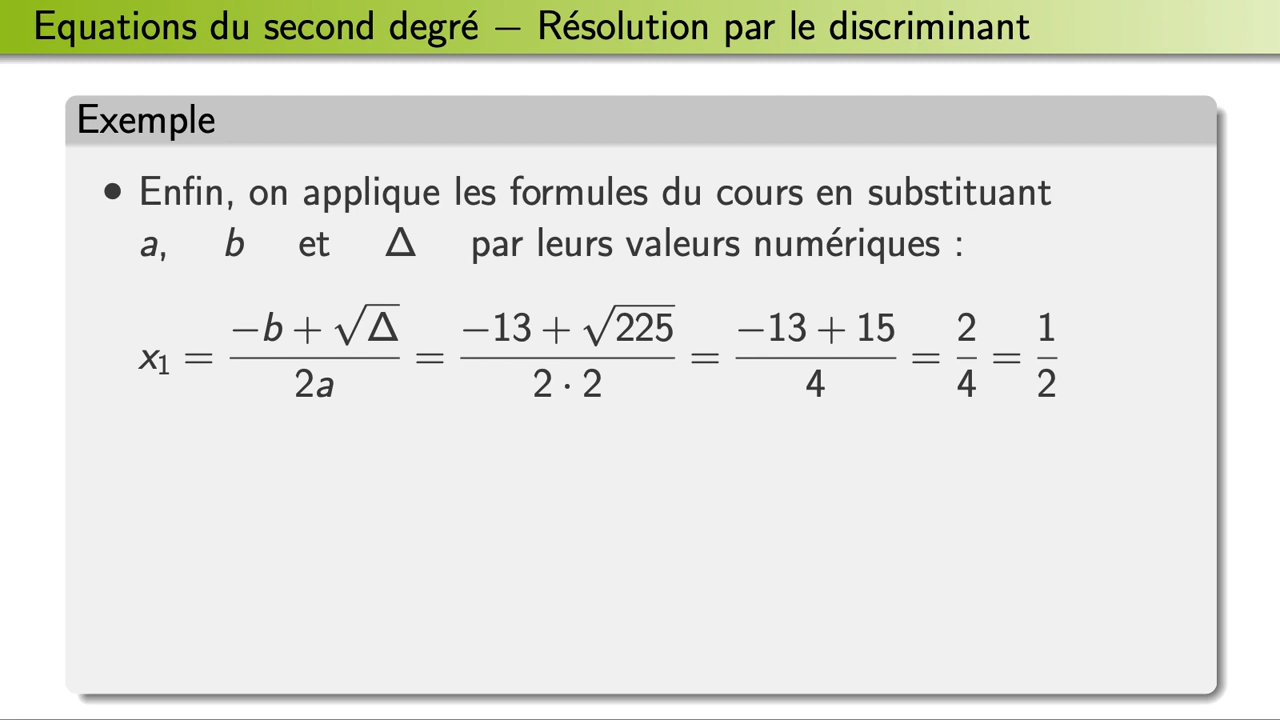 Equations du second degré – Résolution par le discriminant
Exemple
• Enfin, on applique les formules du cours en substituant
a, b et Δ par leurs valeurs numériques :
x₁ = (−b + √Δ)/(2a) = (−13 + √225)/(2 · 2) = (−13 + 15)/4 = 2/4 = 1/2